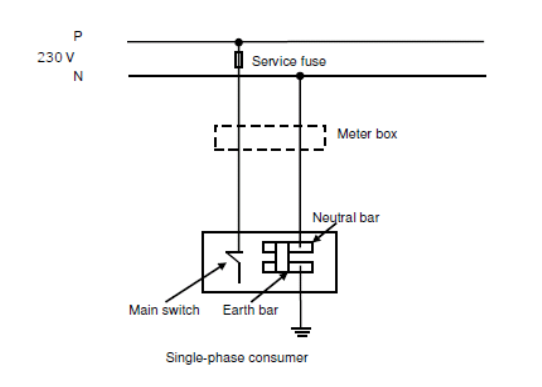 P
230 V
N
Service fuse
Meter box
Neutral bar
Main switch
Earth bar
Single-phase consumer